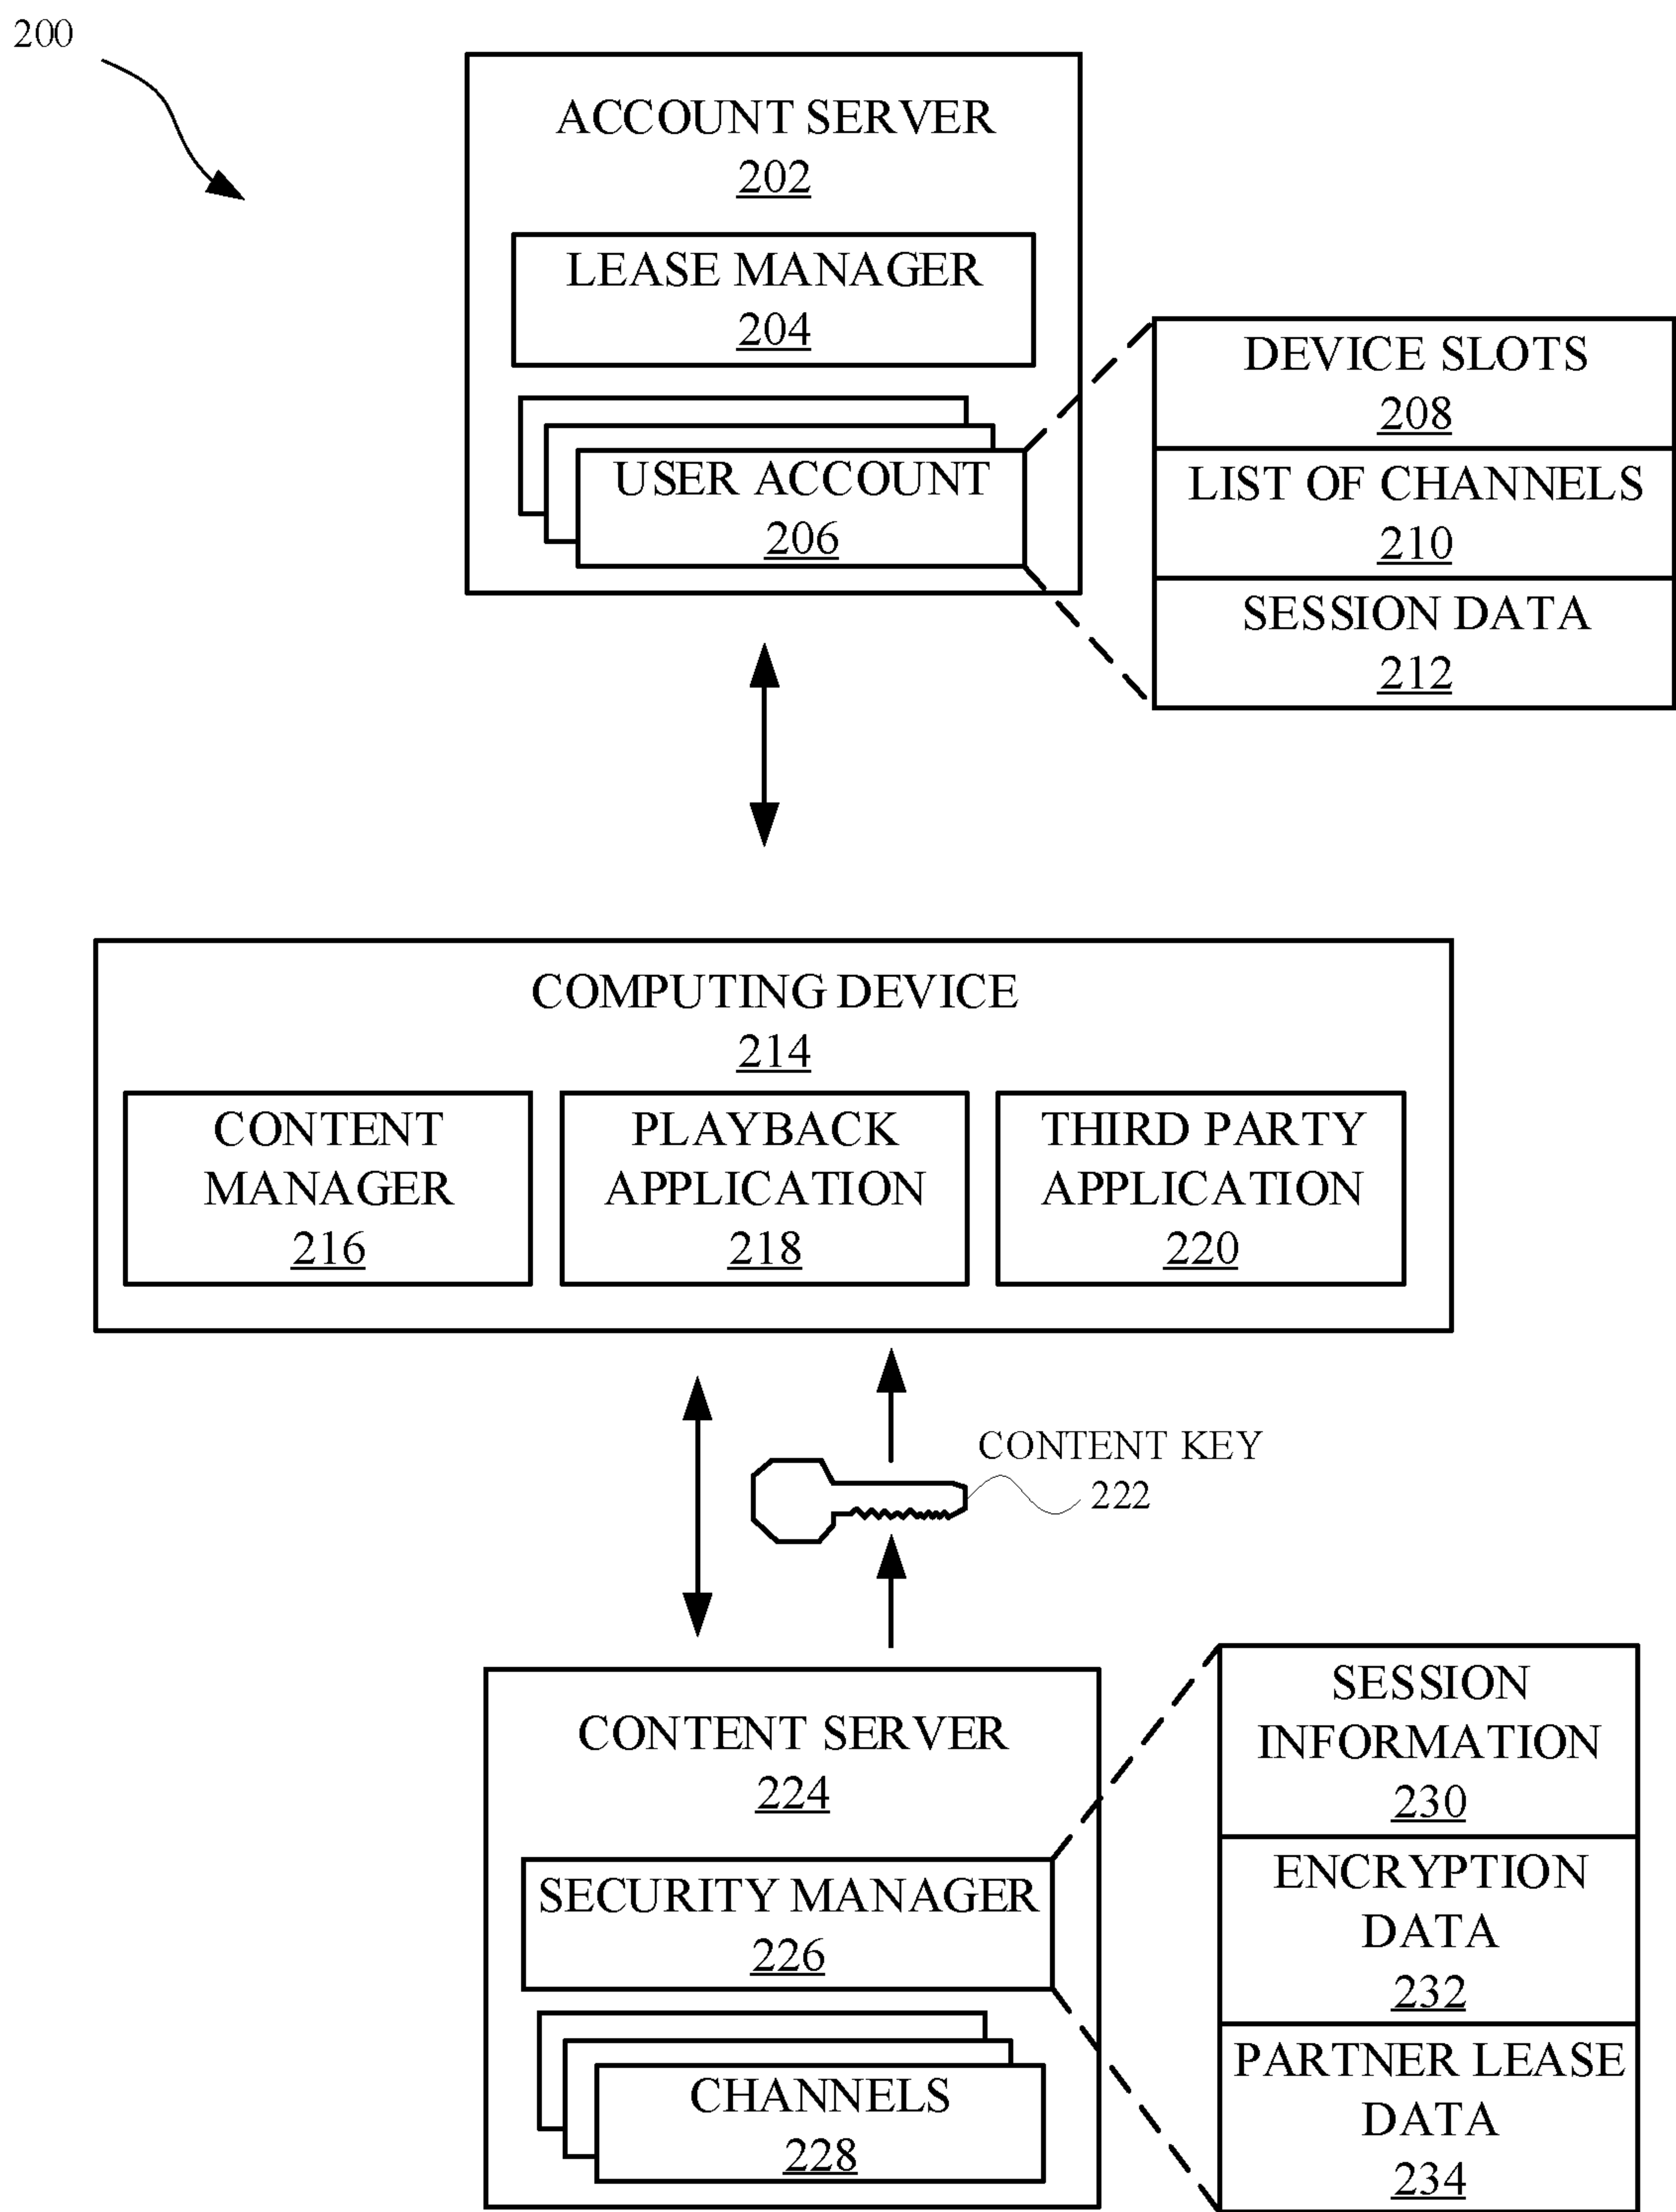 200
ACCOUNT SERVER
202
LEASE MANAGER
204
USER ACCOUNT
206
DEVICE SLOTS
208
LIST OF CHANNELS
210
SESSION DATA
212
COMPUTING DEVICE
214
CONTENT
MANAGER
216
PLAYBACK
APPLICATION
218
THIRD PARTY
APPLICATION
220
CONTENT KEY
222
CONTENT SERVER
224
SECURITY MANAGER
226
CHANNELS
228
SESSION
INFORMATION
230
ENCRYPTION
DATA
232
PARTNER LEASE
DATA
234